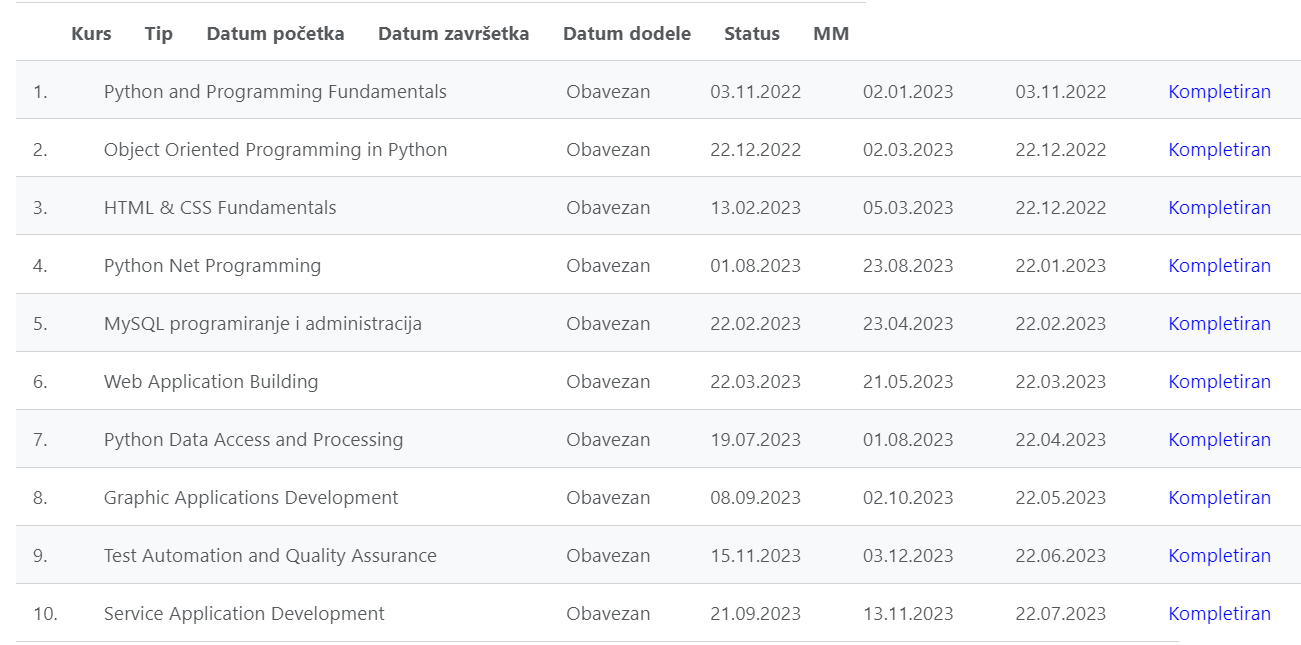 Kurs Tip Datum početka Datum završetka Datum dodele Status MM
1. Python and Programming Fundamentals Obavezan 03.11.2022 02.01.2023 03.11.2022 Kompletiran
2. Object Oriented Programming in Python Obavezan 22.12.2022 02.03.2023 22.12.2022 Kompletiran
3. HTML & CSS Fundamentals Obavezan 13.02.2023 05.03.2023 22.12.2022 Kompletiran
4. Python Net Programming Obavezan 01.08.2023 23.08.2023 22.01.2023 Kompletiran
5. MySQL programiranje i administracija Obavezan 22.02.2023 23.04.2023 22.02.2023 Kompletiran
6. Web Application Building Obavezan 22.03.2023 21.05.2023 22.03.2023 Kompletiran
7. Python Data Access and Processing Obavezan 19.07.2023 01.08.2023 22.04.2023 Kompletiran
8. Graphic Applications Development Obavezan 08.09.2023 02.10.2023 22.05.2023 Kompletiran
9. Test Automation and Quality Assurance Obavezan 15.11.2023 03.12.2023 22.06.2023 Kompletiran
10. Service Application Development Obavezan 21.09.2023 13.11.2023 22.07.2023 Kompletiran